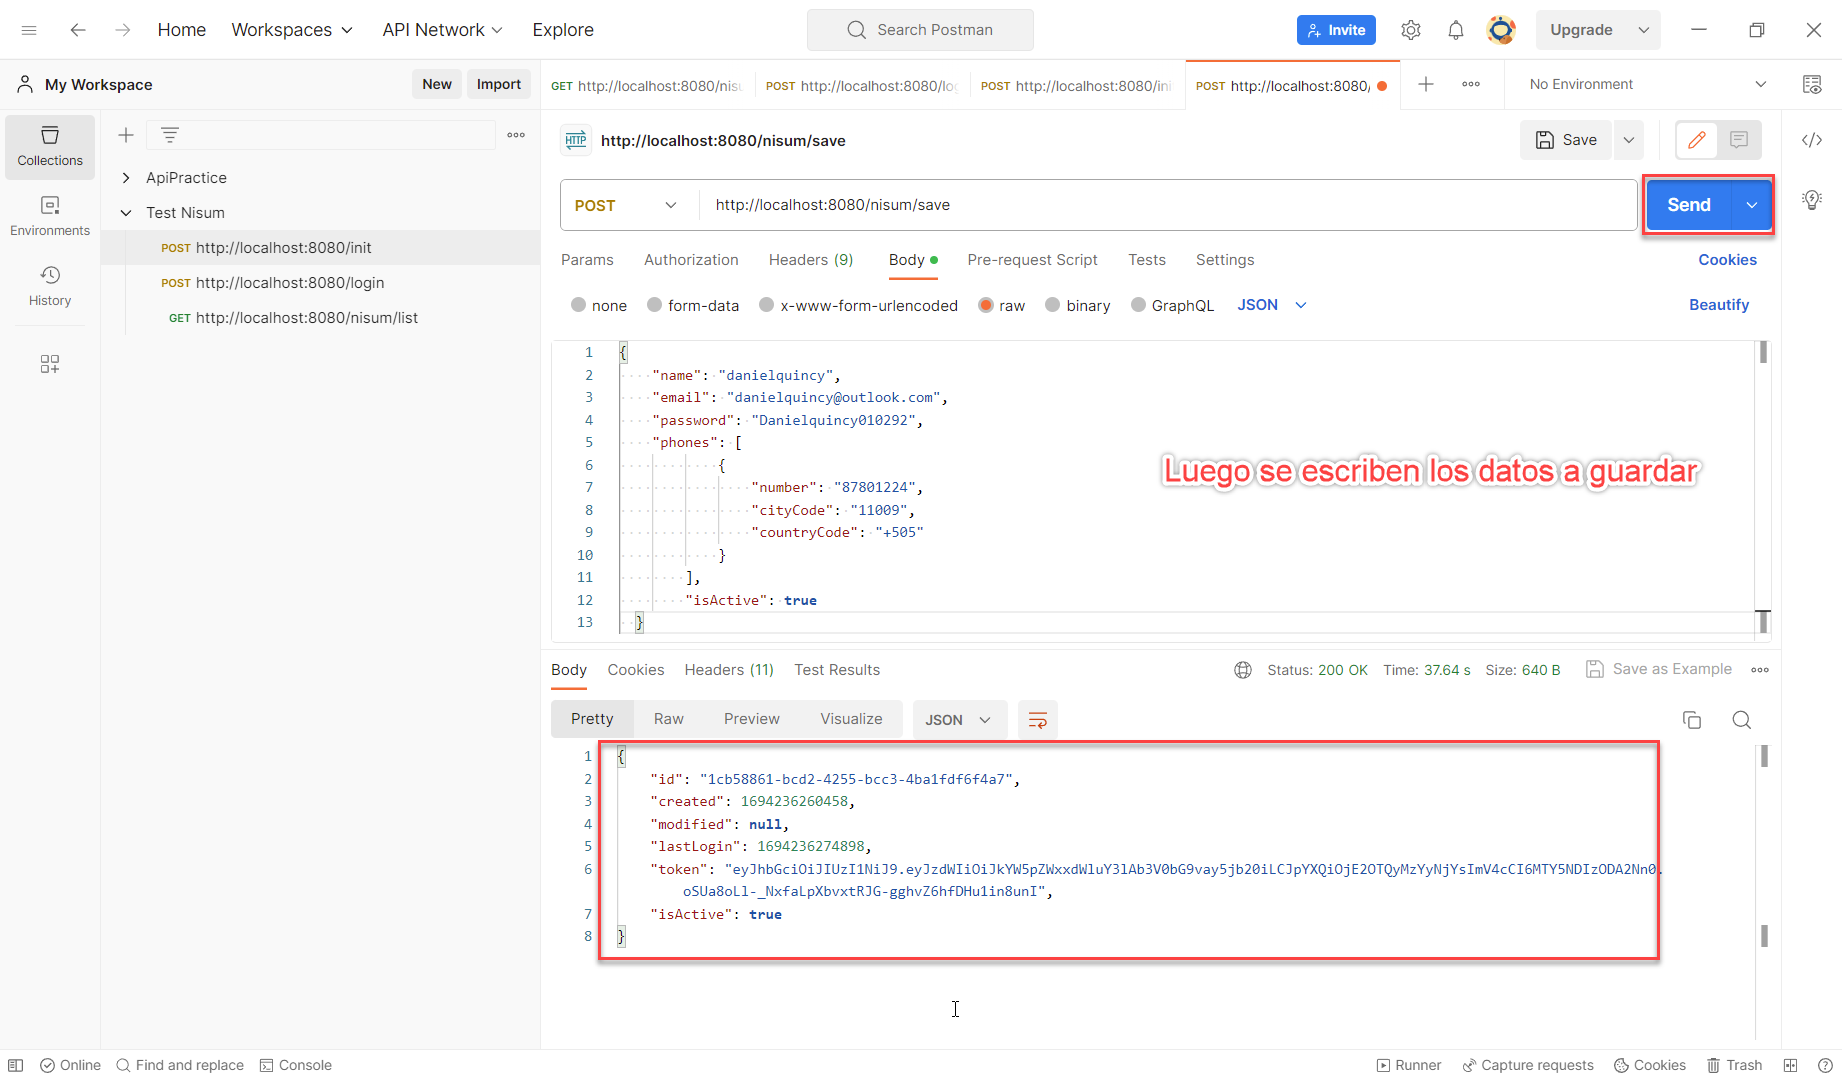 Home Workspaces API Network Explore Search Postman Invite Upgrade
My Workspace New Import GET http://localhost:8080/nisu POST http://localhost:8080/lo POST http://localhost:8080/ini POST http://localhost:8080/ No Environment
Collections
Environments
History
ApiPractice
Test Nisum
POST http://localhost:8080/init
POST http://localhost:8080/login
GET http://localhost:8080/nisum/list
HTTP http://localhost:8080/nisum/save Save
POST http://localhost:8080/nisum/save Send
Params Authorization Headers (9) Body Pre-request Script Tests Settings Cookies
none form-data x-www-form-urlencoded raw binary GraphQL JSON Beautify
1 {
2 "name": "danielquincy",
3 "email": "danielquincy@outlook.com",
4 "password": "Danielquincy010292",
5 "phones": [
6 {
7 "number": "87801224",
8 "cityCode": "11009",
9 "countryCode": "+505"
10 }
11 ],
12 "isActive": true
13 }
Luego se escriben los datos a guardar
Body Cookies Headers (11) Test Results Status: 200 OK Time: 37.64 s Size: 640 B Save as Example
Pretty Raw Preview Visualize JSON
1 {
2 "id": "1cb58861-bcd2-4255-bcc3-4ba1fdf6f4a7",
3 "created": 1694236260458,
4 "modified": null,
5 "lastLogin": 1694236274898,
6 "token": "eyJhbGciOiJIUzI1NiJ9.eyJzdWIiOiJkYW5pZWxxdWluY3lAb3V0bG9vay5jb20iLCJpYXQiOjE2OTQyMzYyNjYsImV4cCI6MTY5NDIzODA2Nn0.
oSUa8oLl-_NxfaLpXbvxtRJG-gghvZ6hfDHu1in8unI",
7 "isActive": true
8 }
Online Find and replace Console Runner Capture requests Cookies Trash